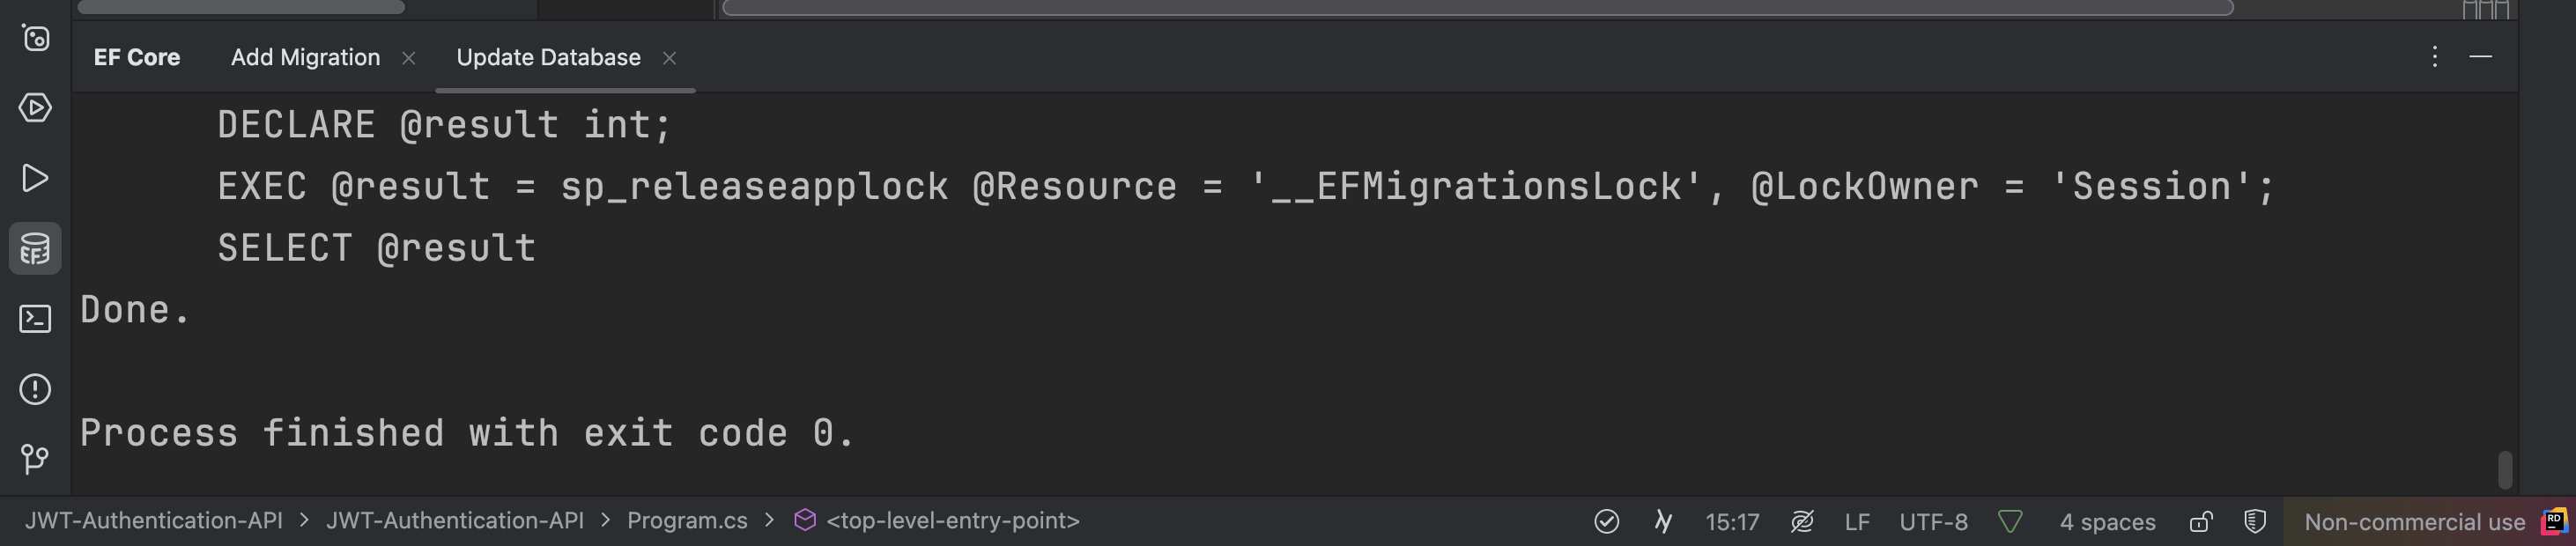 EF Core Add Migration Update Database
DECLARE @result int;
EXEC @result = sp_releaseapplock @Resource = '__EFMigrationsLock', @LockOwner = 'Session';
SELECT @result
Done.
Process finished with exit code 0.
JWT-Authentication-API > JWT-Authentication-API > Program.cs > <top-level-entry-point> 15:17 LF UTF-8 4 spaces Non-commercial use RD